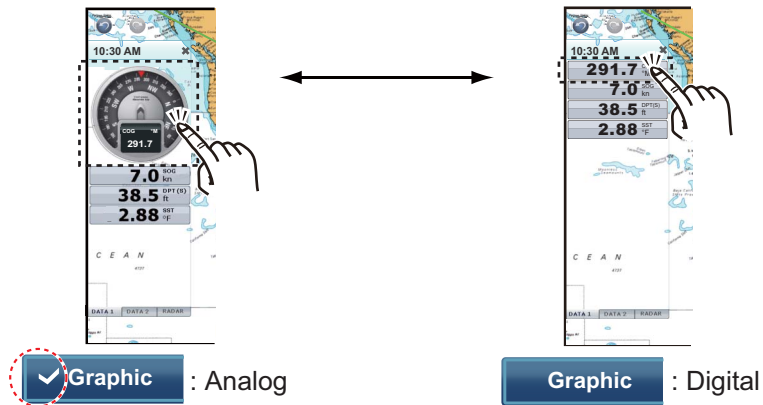 10:30 AM
W
NW
SW
COG °M
291.7
7.0 SOG kn
38.5 DPT (S) ft
2.88 SST °F
C E A N
DATA 1 DATA 2 RADAR
Graphic : Analog
10:30 AM
291.7 °M
7.0 SOG kn
38.5 DPT(S) ft
2.88 SST °F
C E A N
DATA 1 DATA 2 RADAR
Graphic : Digital